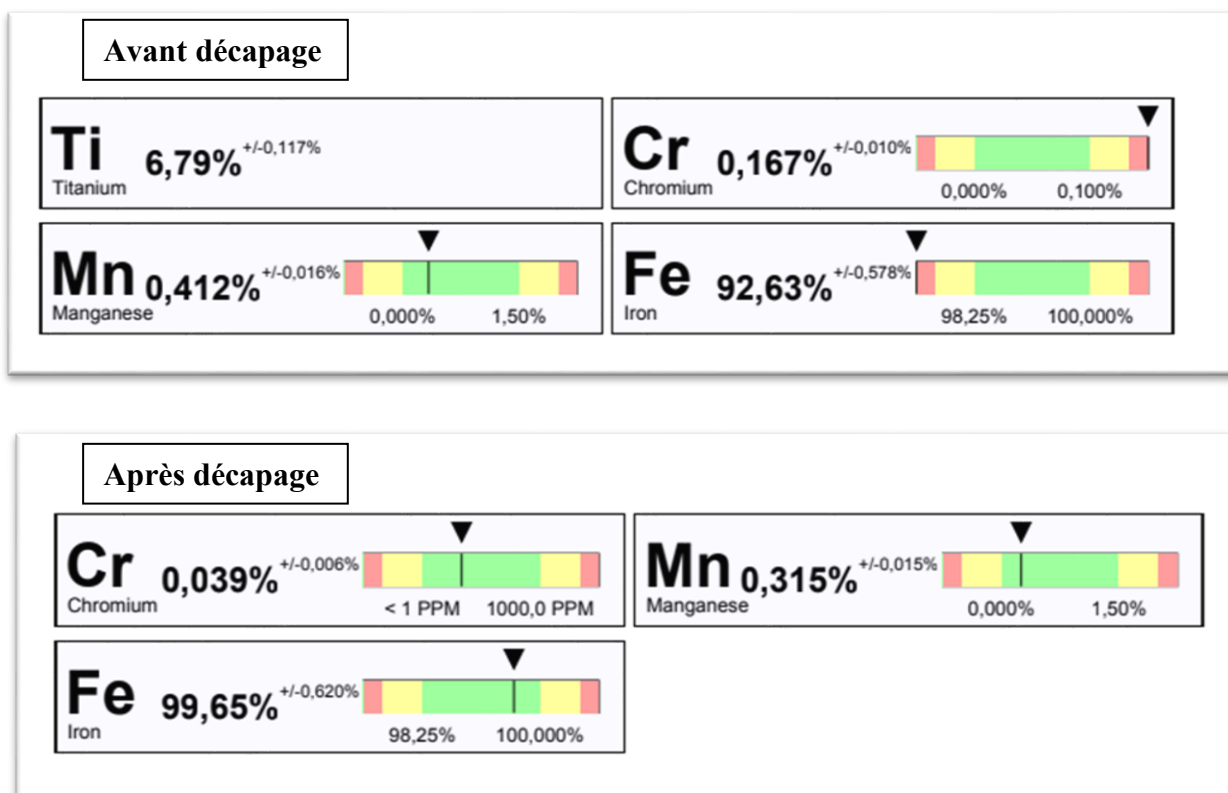 Avant décapage
Ti 6,79% +/-0,117%
Titanium
Cr 0,167% +/-0,010%
Chromium
0,000% 0,100%
Mn 0,412% +/-0,016%
Manganese
0,000% 1,50%
Fe 92,63% +/-0,578%
Iron
98,25% 100,000%
Après décapage
Cr 0,039% +/-0,006%
Chromium
< 1 PPM 1000,0 PPM
Mn 0,315% +/-0,015%
Manganese
0,000% 1,50%
Fe 99,65% +/-0,620%
Iron
98,25% 100,000%